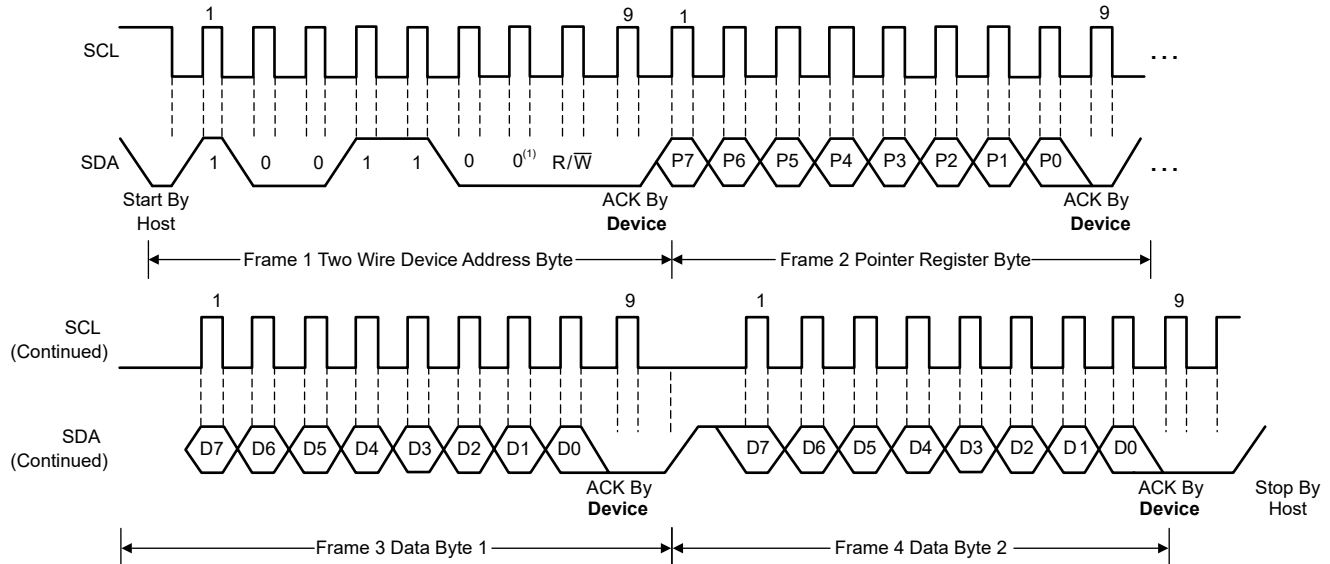 1 9 1 9
SCL ...
SDA 1 0 0 1 1 0 0(1) R/W̅ P7 P6 P5 P4 P3 P2 P1 P0 ...
Start By ACK By ACK By
Host Device Device
Frame 1 Two Wire Device Address Byte Frame 2 Pointer Register Byte
1 9 1 9
SCL
(Continued)
SDA D7 D6 D5 D4 D3 D2 D1 D0 D7 D6 D5 D4 D3 D2 D1 D0
(Continued)
ACK By ACK By Stop By
Device Device Host
Frame 3 Data Byte 1 Frame 4 Data Byte 2